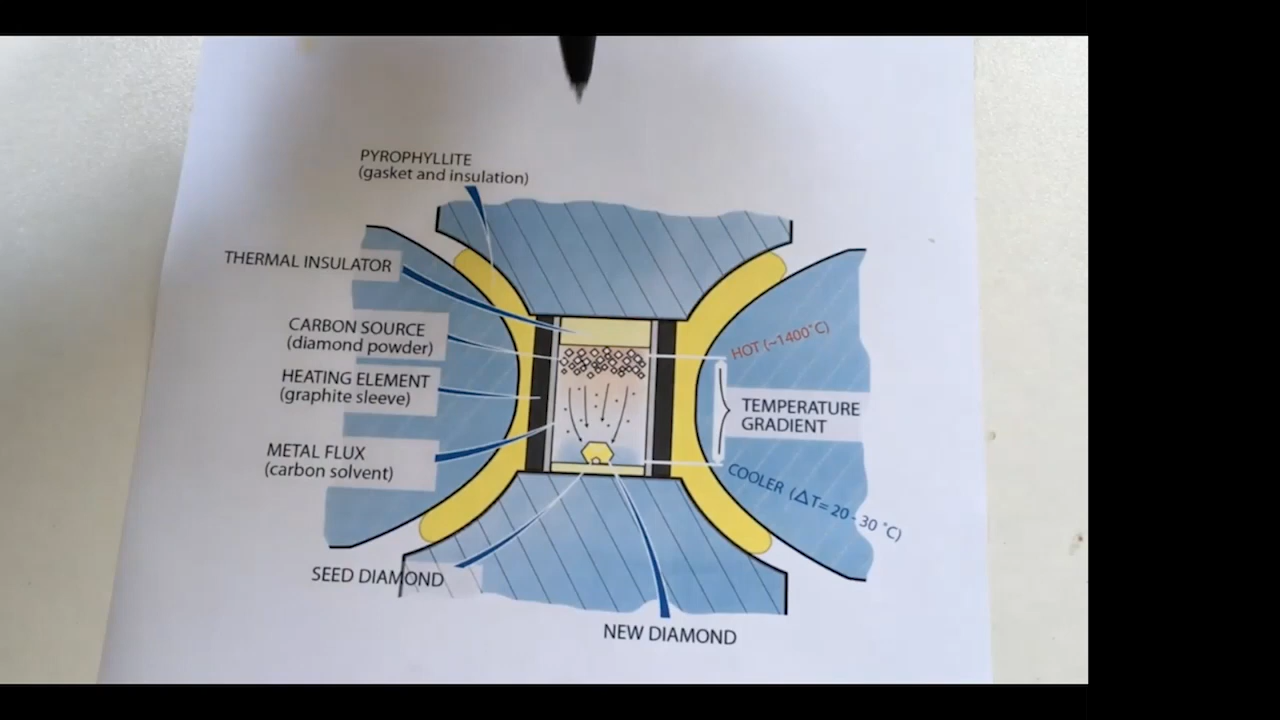 PYROPHYLLITE
(gasket and insulation)
THERMAL INSULATOR
CARBON SOURCE
(diamond powder)
HEATING ELEMENT
(graphite sleeve)
METAL FLUX
(carbon solvent)
SEED DIAMOND
NEW DIAMOND
HOT (~1400˚C)
TEMPERATURE
GRADIENT
COOLER (ΔT= 20 - 30 ˚C)